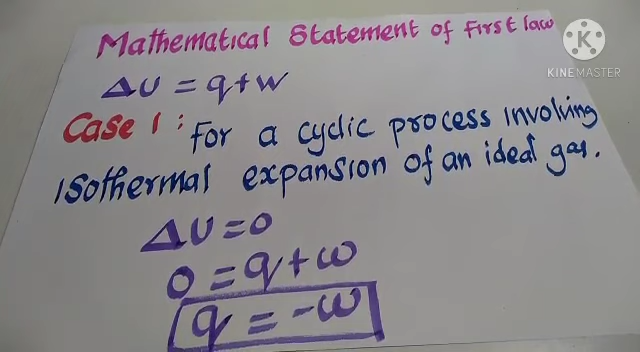 Mathematical Statement of First law
KINEMASTER
ΔU = q+w
Case 1: For a cyclic process involving
isothermal expansion of an ideal gas.
ΔU=0
0 = q+w
q = -w